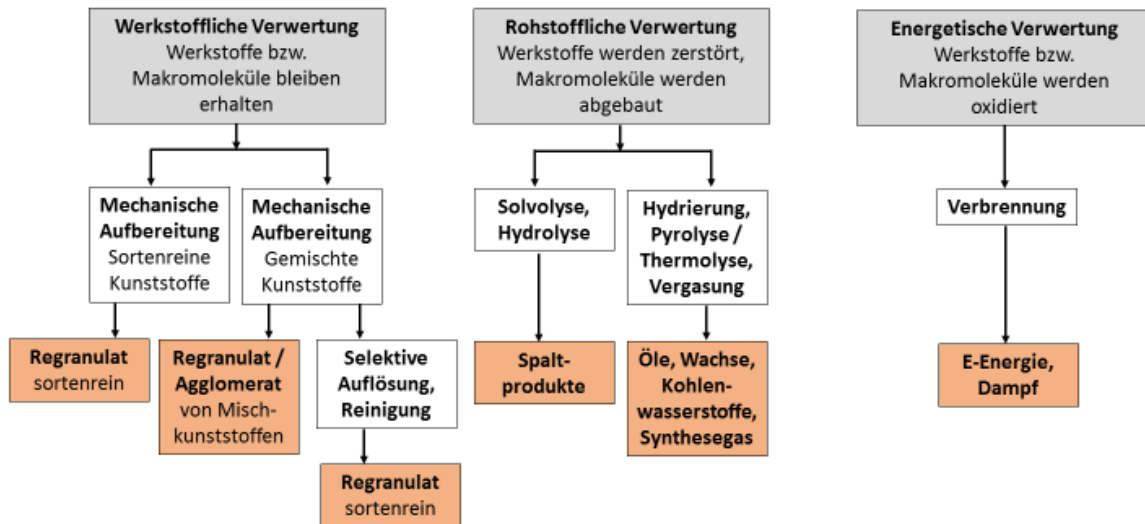 Werkstoffliche Verwertung
Werkstoffe bzw.
Makromoleküle bleiben
erhalten
Rohstoffliche Verwertung
Werkstoffe werden zerstört,
Makromoleküle werden
abgebaut
Energetische Verwertung
Werkstoffe bzw.
Makromoleküle werden
oxidiert
Mechanische
Aufbereitung
Sortenreine
Kunststoffe
Mechanische
Aufbereitung
Gemischte
Kunststoffe
Solvolyse,
Hydrolyse
Hydrierung,
Pyrolyse /
Thermolyse,
Vergasung
Verbrennung
Regranulat
sortenrein
Regranulat /
Agglomerat
von Misch-
kunststoffen
Selektive
Auflösung,
Reinigung
Spalt-
produkte
Öle, Wachse,
Kohlen-
wasserstoffe,
Synthesegas
E-Energie,
Dampf
Regranulat
sortenrein